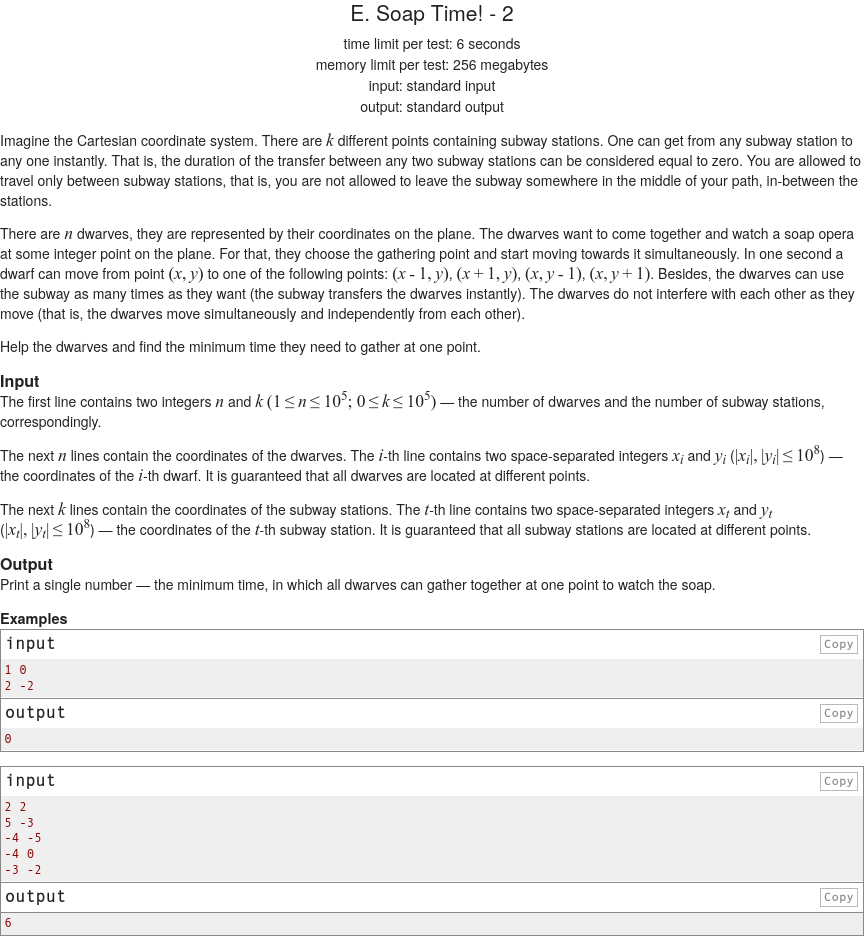 E. Soap Time! - 2
time limit per test: 6 seconds
memory limit per test: 256 megabytes
input: standard input
output: standard output
Imagine the Cartesian coordinate system. There are k different points containing subway stations. One can get from any subway station to
any one instantly. That is, the duration of the transfer between any two subway stations can be considered equal to zero. You are allowed to
travel only between subway stations, that is, you are not allowed to leave the subway somewhere in the middle of your path, in-between the
stations.
There are n dwarves, they are represented by their coordinates on the plane. The dwarves want to come together and watch a soap opera
at some integer point on the plane. For that, they choose the gathering point and start moving towards it simultaneously. In one second a
dwarf can move from point (x, y) to one of the following points: (x - 1, y), (x + 1, y), (x, y - 1), (x, y + 1). Besides, the dwarves can use
the subway as many times as they want (the subway transfers the dwarves instantly). The dwarves do not interfere with each other as they
move (that is, the dwarves move simultaneously and independently from each other).
Help the dwarves and find the minimum time they need to gather at one point.
Input
The first line contains two integers n and k (1 ≤ n ≤ 10^5; 0 ≤ k ≤ 10^5) — the number of dwarves and the number of subway stations,
correspondingly.
The next n lines contain the coordinates of the dwarves. The i-th line contains two space-separated integers x_i and y_i (|x_i|, |y_i| ≤ 10^8) —
the coordinates of the i-th dwarf. It is guaranteed that all dwarves are located at different points.
The next k lines contain the coordinates of the subway stations. The t-th line contains two space-separated integers x_t and y_t
(|x_t|, |y_t| ≤ 10^8) — the coordinates of the t-th subway station. It is guaranteed that all subway stations are located at different points.
Output
Print a single number — the minimum time, in which all dwarves can gather together at one point to watch the soap.
Examples
input Copy
1 0
2 -2
output Copy
0
input Copy
2 2
5 -3
-4 -5
-4 0
-3 -2
output Copy
6